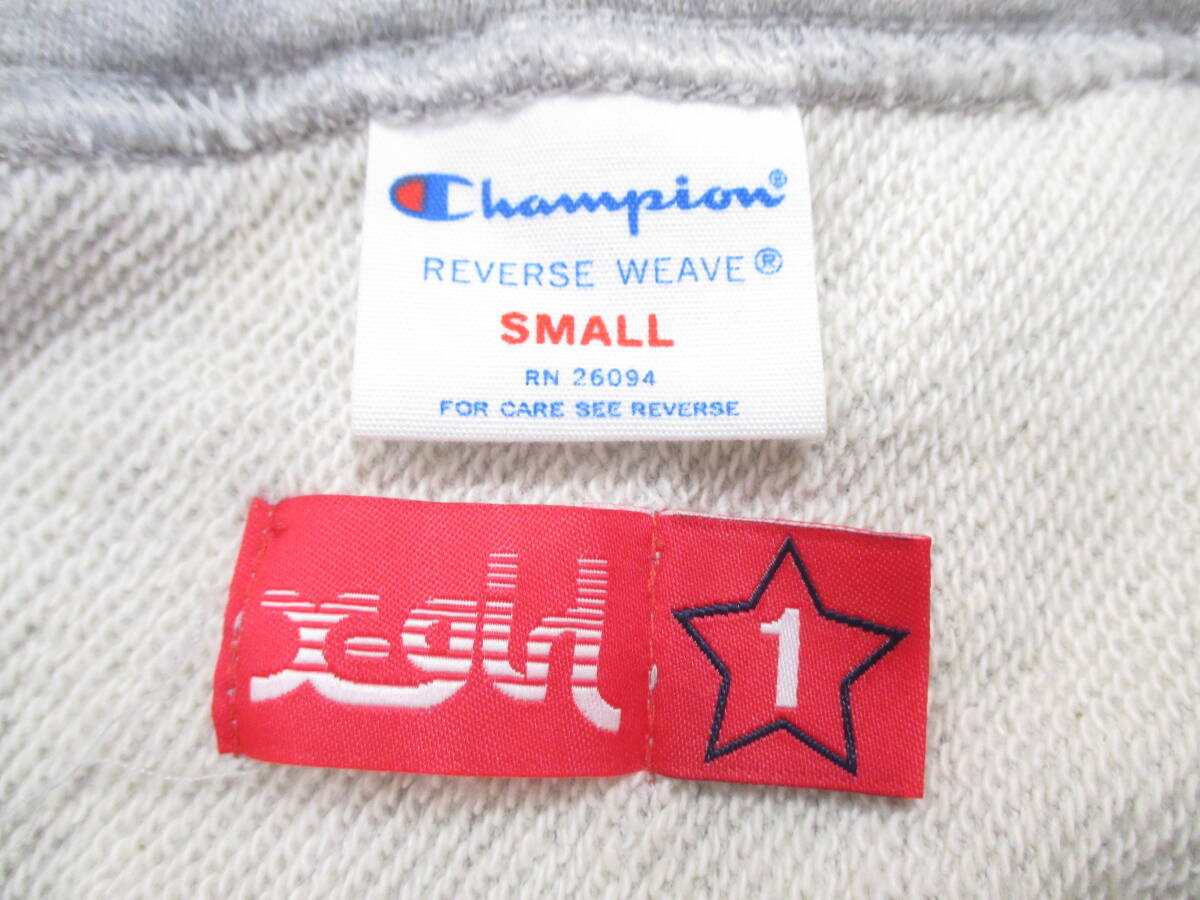 Champion®
REVERSE WEAVE®
SMALL
RN 26094
FOR CARE SEE REVERSE
X-girl
1